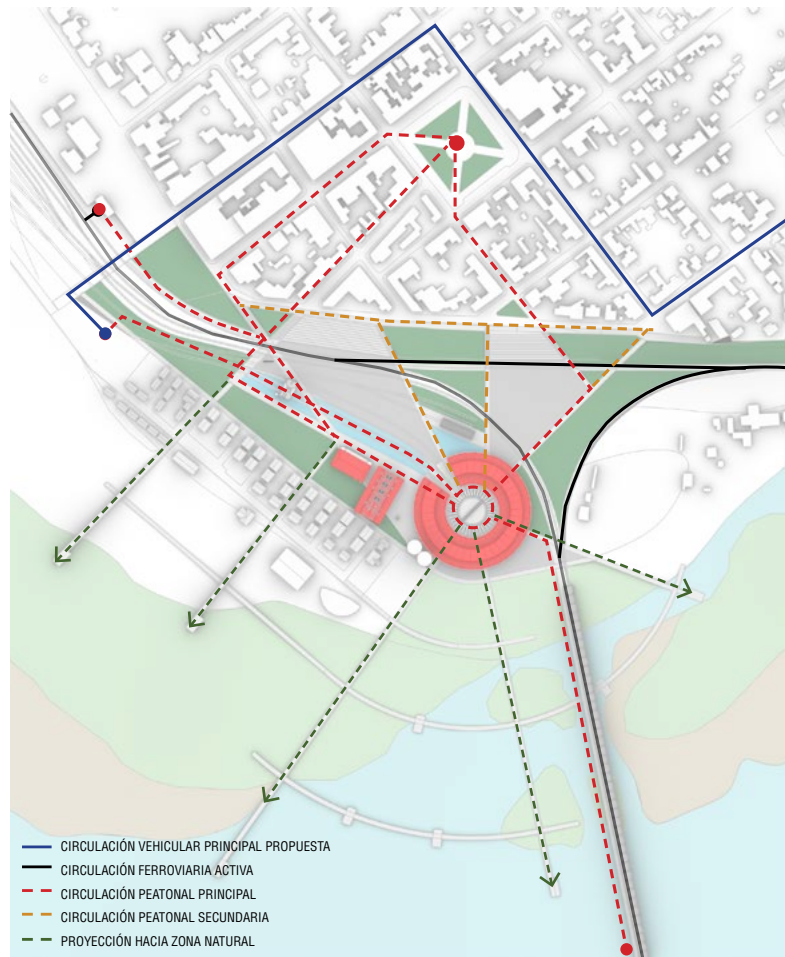 CIRCULACIÓN VEHICULAR PRINCIPAL PROPUESTA
CIRCULACIÓN FERROVIARIA ACTIVA
CIRCULACIÓN PEATONAL PRINCIPAL
CIRCULACIÓN PEATONAL SECUNDARIA
PROYECCIÓN HACIA ZONA NATURAL